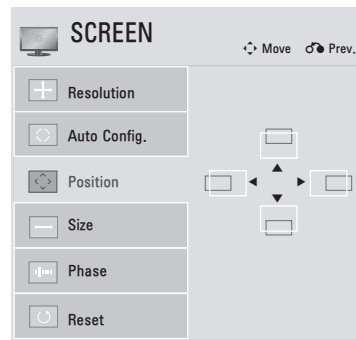 SCREEN
Move Prev.
Resolution
Auto Config.
Position
Size
Phase
Reset